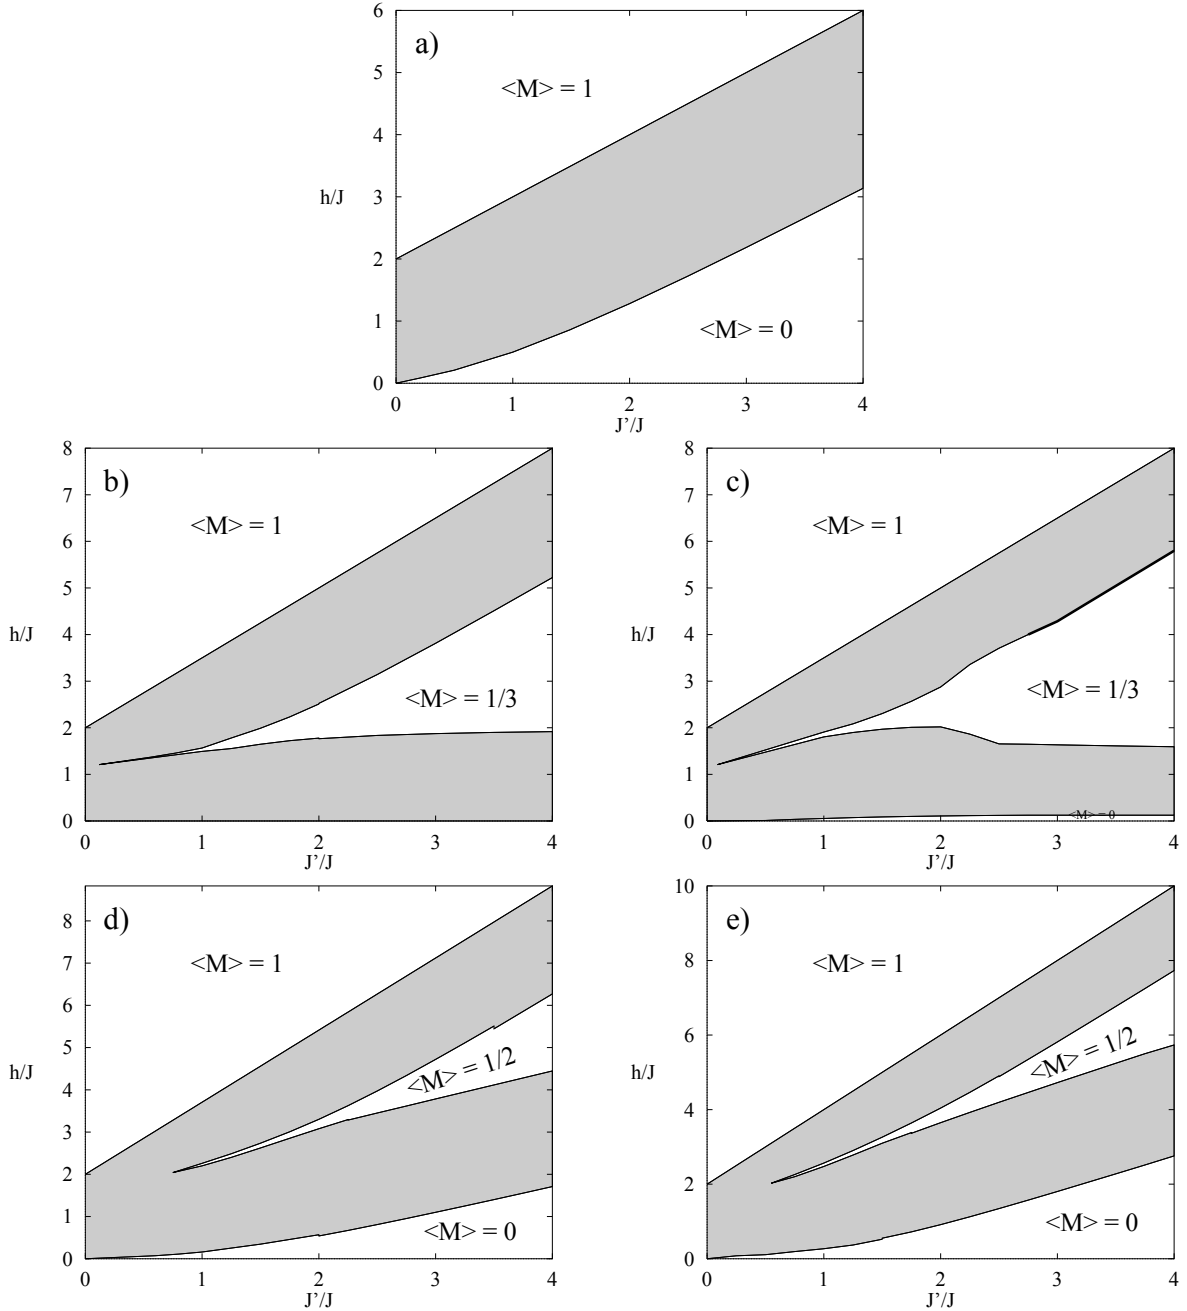 a)
<M> = 1
<M> = 0
h/J
6
5
4
3
2
1
0
0 1 2 3 4
J'/J
b)
<M> = 1
<M> = 1/3
h/J
8
7
6
5
4
3
2
1
0
0 1 2 3 4
J'/J
c)
<M> = 1
<M> = 1/3
<M> = 0
h/J
8
7
6
5
4
3
2
1
0
0 1 2 3 4
J'/J
d)
<M> = 1
<M> = 1/2
<M> = 0
h/J
8
7
6
5
4
3
2
1
0
0 1 2 3 4
J'/J
e)
<M> = 1
<M> = 1/2
<M> = 0
h/J
10
8
6
4
2
0
0 1 2 3 4
J'/J